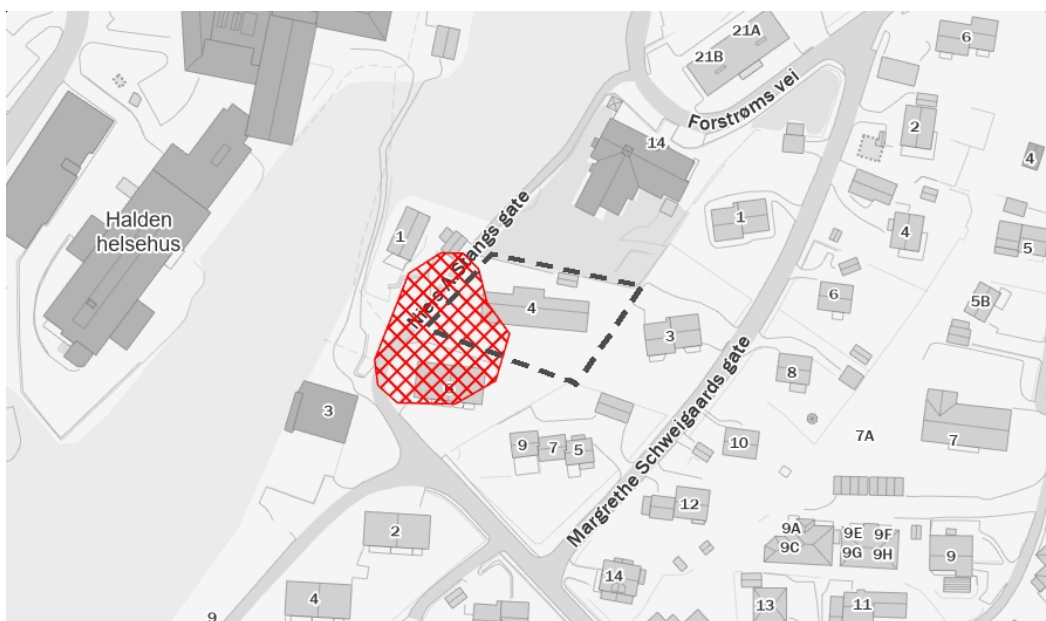 21A
21B
6
Forstrøms vei
2
14
4
Halden
helsehus
1
Niels A. Stangs gate
1
4
5
6
5B
4
3
8
3
Margrethe Schweigaards gate
7A
7
10
9
7
5
12
2
9A
9C
9E
9F
9G
9H
9
14
4
13
11
9